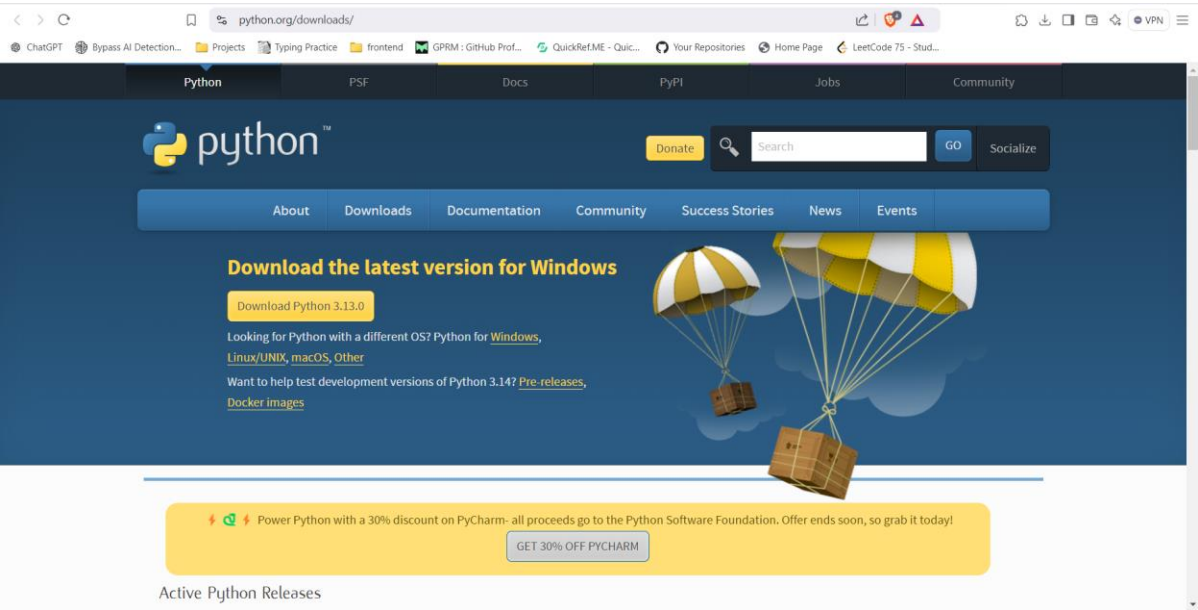 python.org/downloads/
VPN
ChatGPT
Bypass AI Detection...
Projects
Typing Practice
frontend
GPRM : GitHub Prof...
QuickRef.ME - Quic...
Your Repositories
Home Page
LeetCode 75 - Stud...
Python
PSF
Docs
PyPI
Jobs
Community
python™
Donate
Search
GO
Socialize
About
Downloads
Documentation
Community
Success Stories
News
Events
Download the latest version for Windows
Download Python 3.13.0
Looking for Python with a different OS? Python for Windows,
Linux/UNIX, macOS, Other
Want to help test development versions of Python 3.14? Pre-releases,
Docker images
Power Python with a 30% discount on PyCharm- all proceeds go to the Python Software Foundation. Offer ends soon, so grab it today!
GET 30% OFF PYCHARM
Active Python Releases